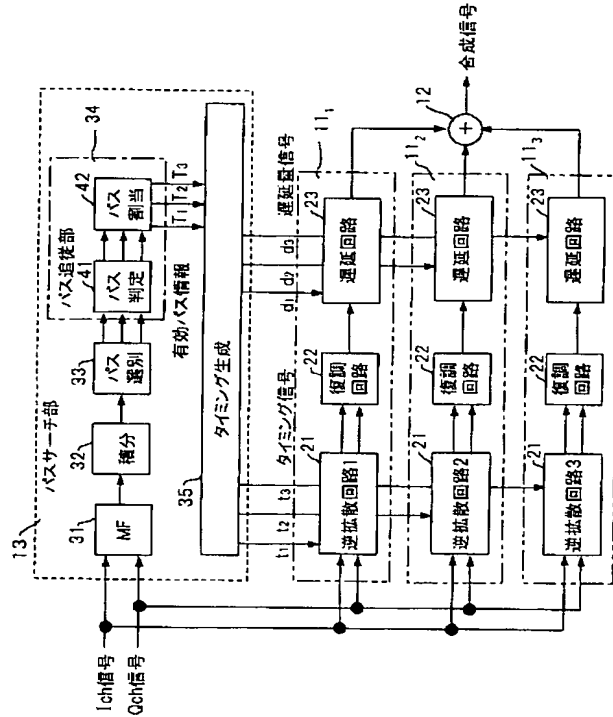 13
パスサーチ部
34
パス追従部
31
MF
32
積分
33
パス
選別
41
パス
判定
42
パス
割当
T1 T2 T3
有効パス情報
35
タイミング生成
Ich信号
Qch信号
t1 t2 t3
タイミング信号
d1 d2 d3
遅延量信号
11₁
21
逆拡散回路1
22
復調
回路
23
遅延回路
11₂
21
逆拡散回路2
22
復調
回路
23
遅延回路
11₃
21
逆拡散回路3
22
復調
回路
23
遅延回路
12
+
合成信号